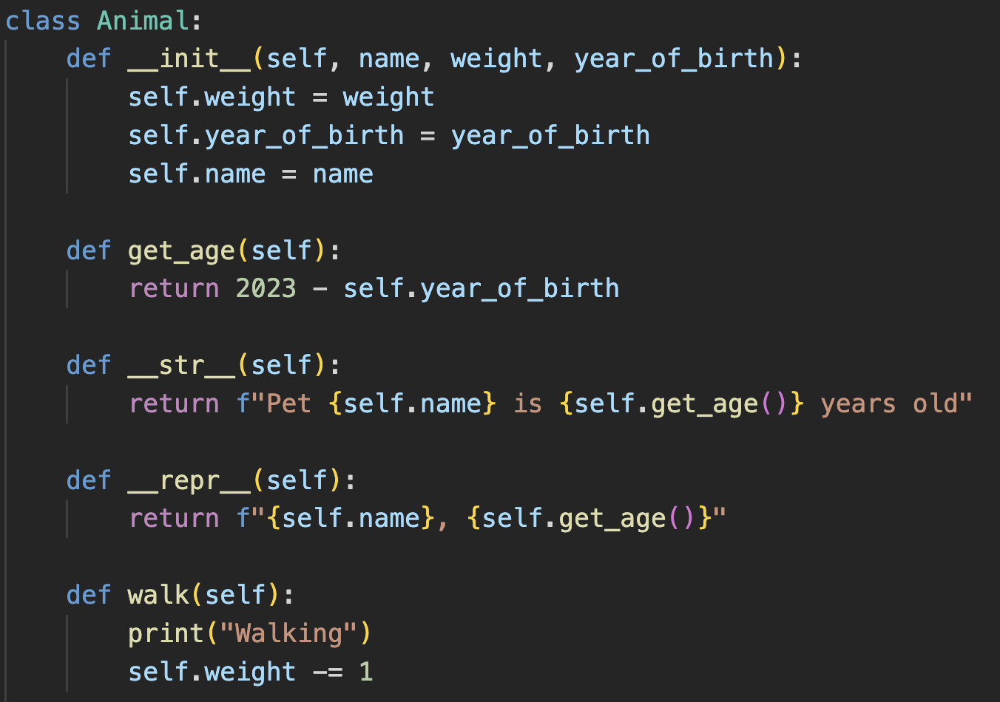 class Animal:
    def __init__(self, name, weight, year_of_birth):
        self.weight = weight
        self.year_of_birth = year_of_birth
        self.name = name

    def get_age(self):
        return 2023 - self.year_of_birth

    def __str__(self):
        return f"Pet {self.name} is {self.get_age()} years old"

    def __repr__(self):
        return f"{self.name}, {self.get_age()}"

    def walk(self):
        print("Walking")
        self.weight -= 1